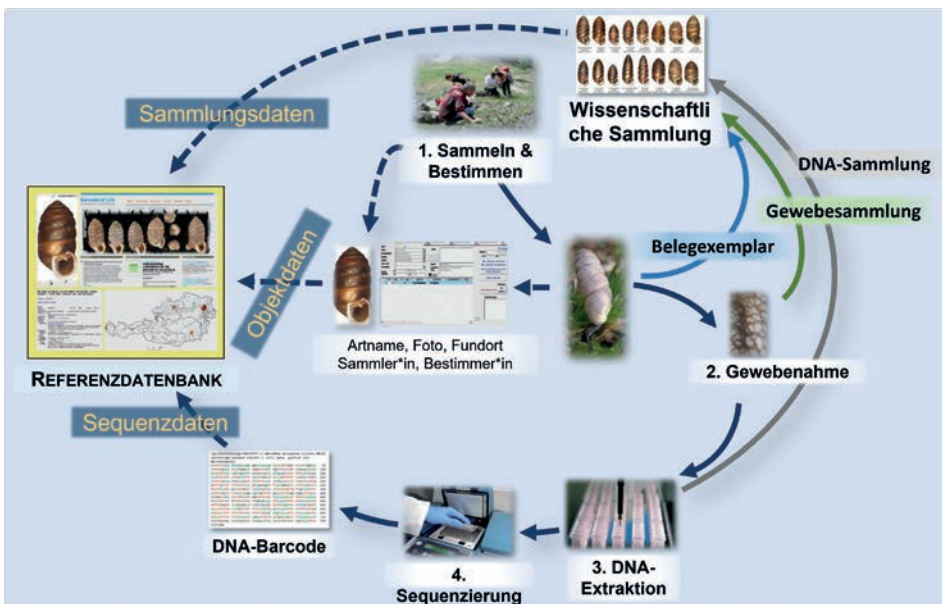 Wissenschaftli
che Sammlung
Sammlungsdaten
1. Sammeln &
Bestimmen
DNA-Sammlung
Gewebesammlung
Belegexemplar
Objektdaten
Artname, Foto, Fundort
Sammler*in, Bestimmer*in
REFERENZDATENBANK
2. Gewebenahme
Sequenzdaten
DNA-Barcode
4.
Sequenzierung
3. DNA-
Extraktion